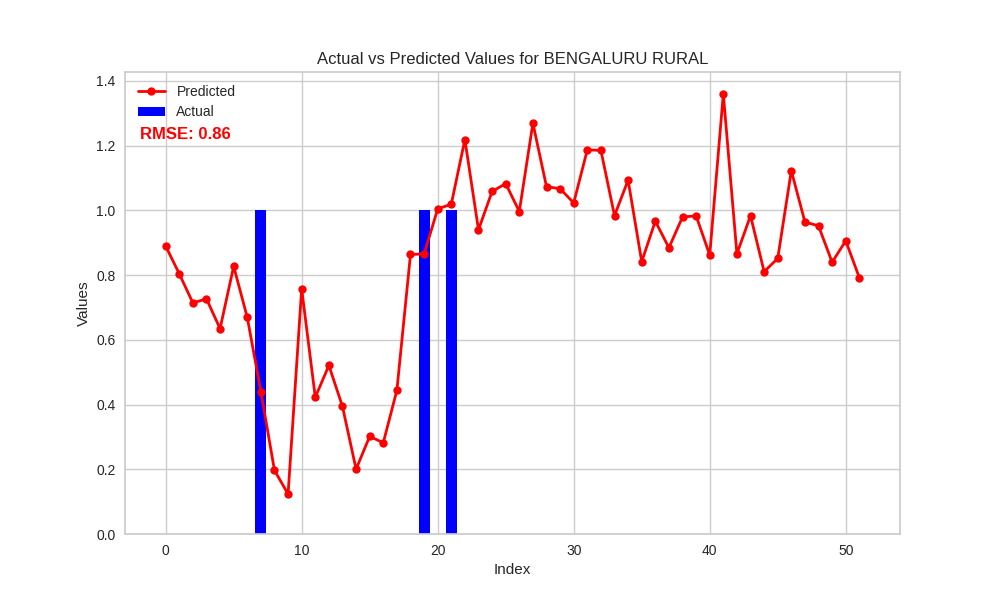 Actual vs Predicted Values for BENGALURU RURAL
Predicted
Actual
RMSE: 0.86
Values
1.4
1.2
1.0
0.8
0.6
0.4
0.2
0.0
0 10 20 30 40 50
Index